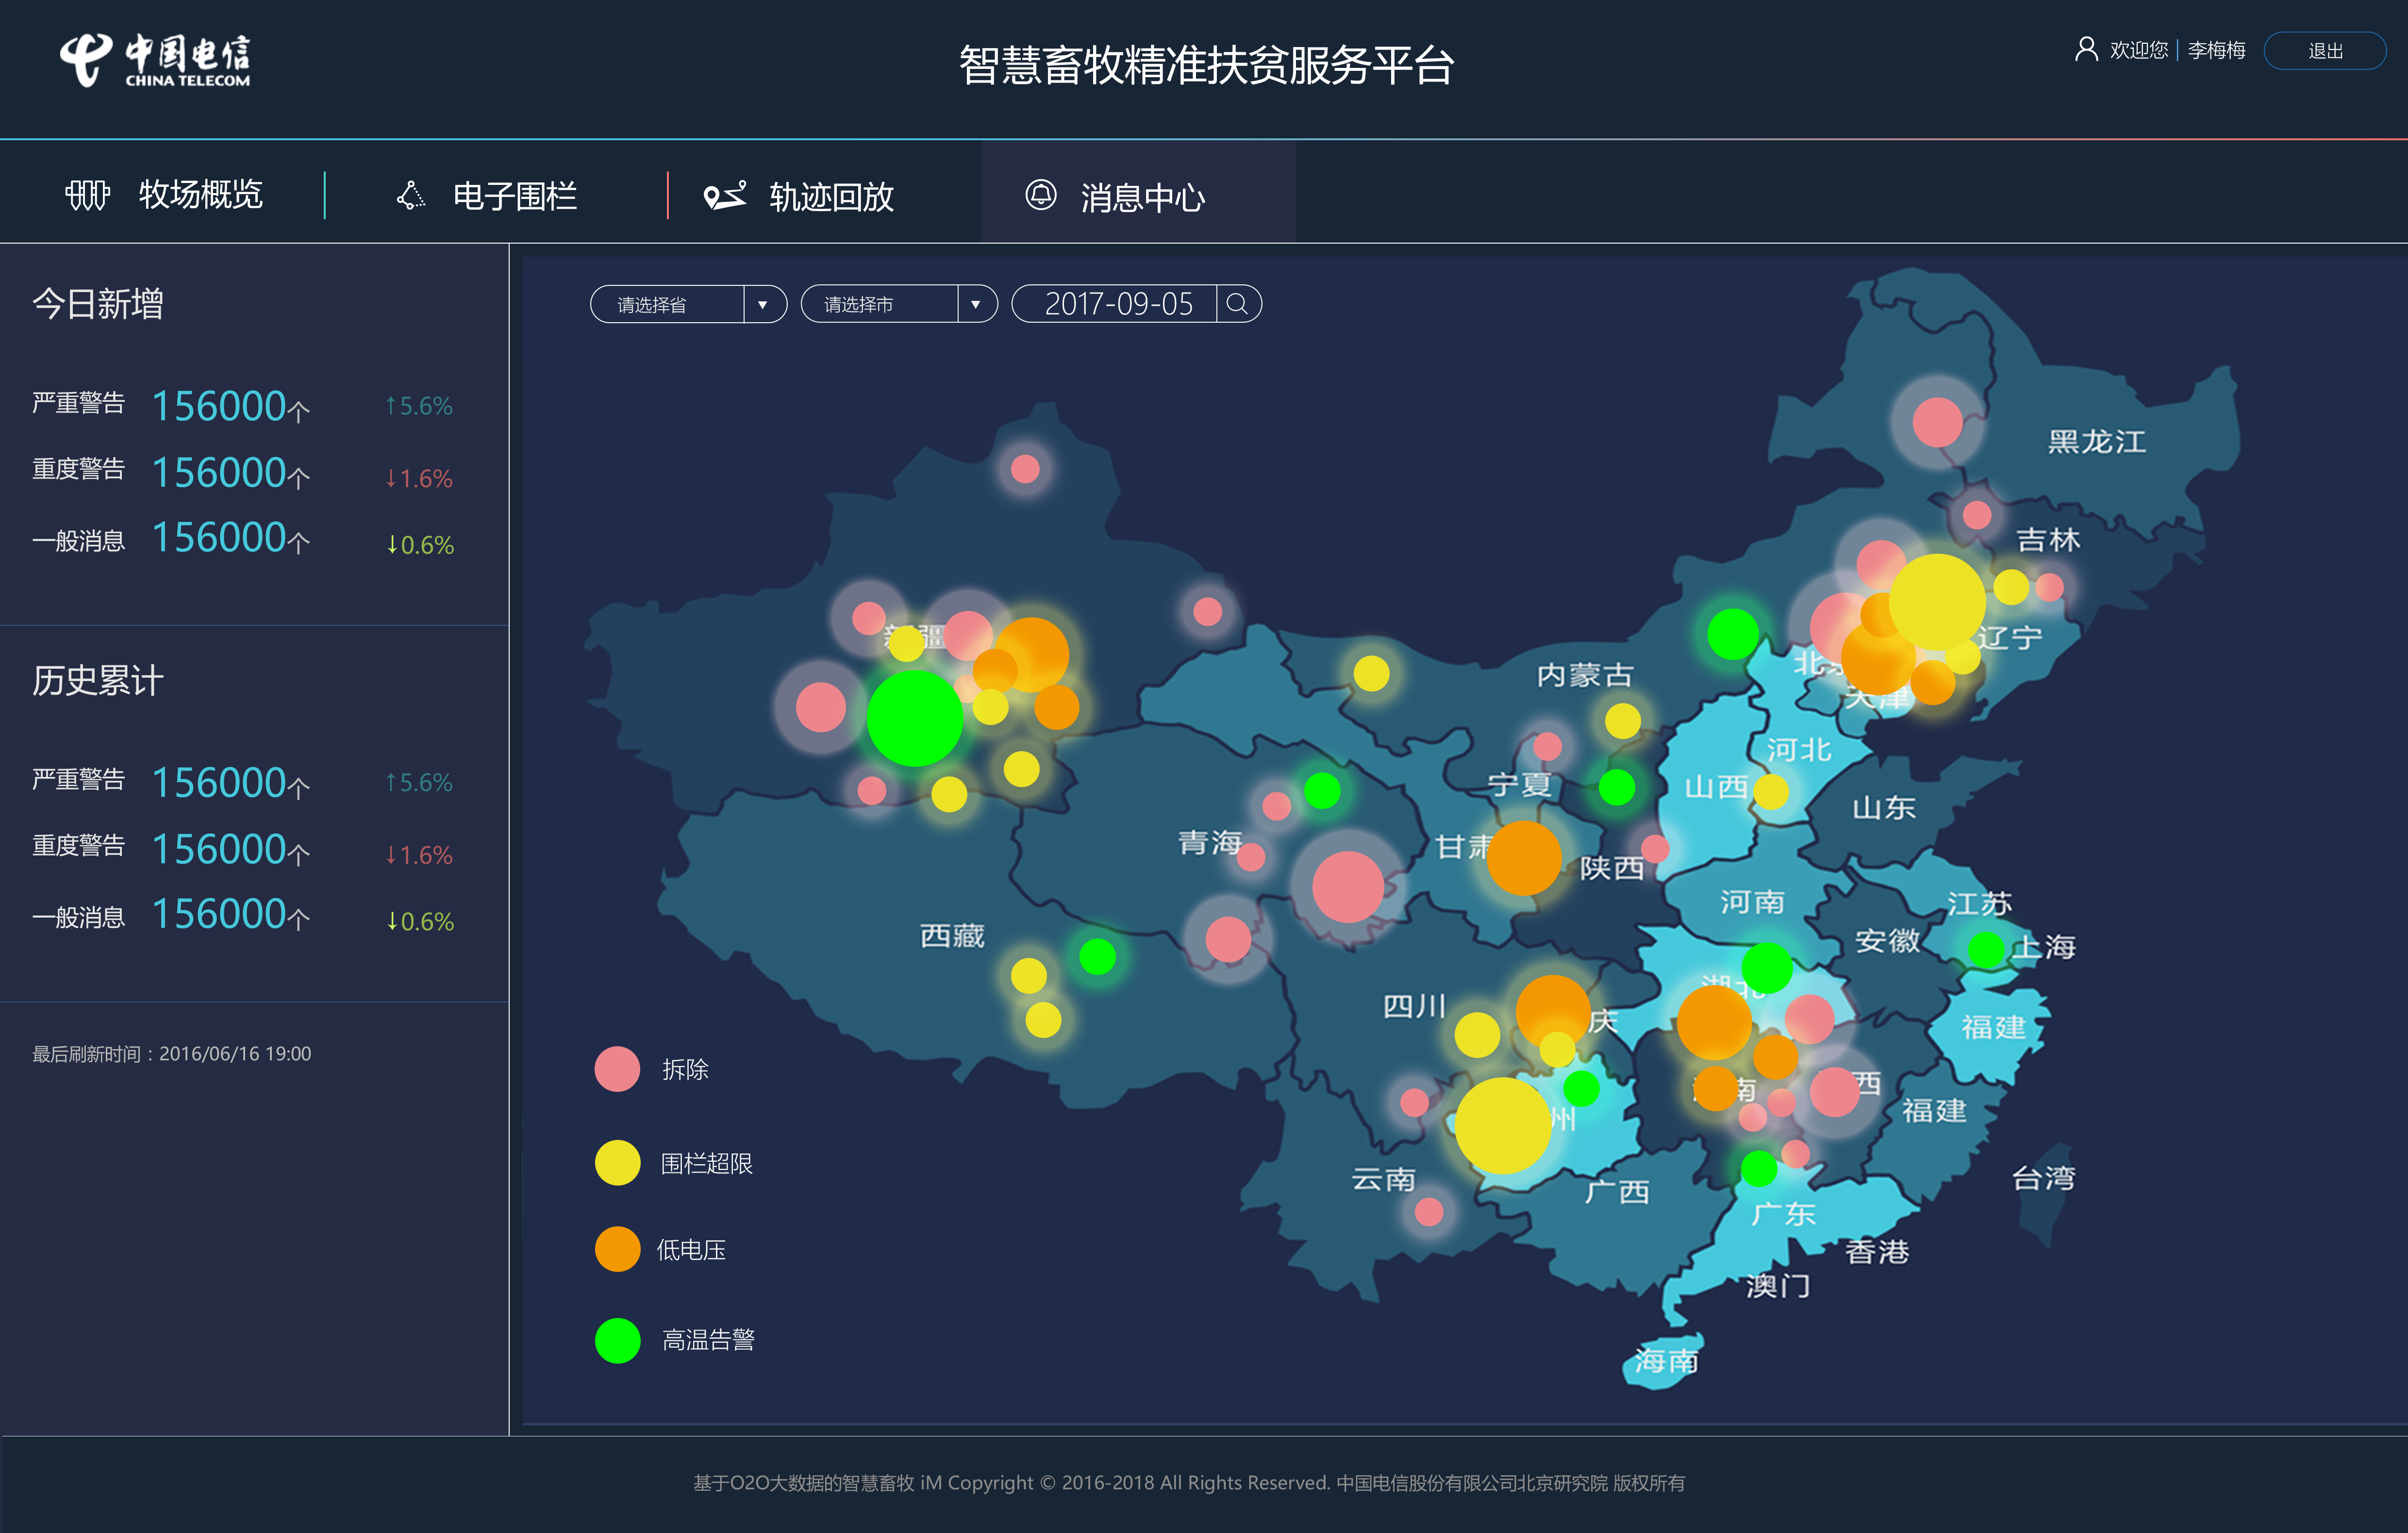 中国电信
CHINA TELECOM
智慧畜牧精准扶贫服务平台
欢迎您 | 李梅梅
退出
牧场概览
电子围栏
轨迹回放
消息中心
今日新增
严重警告 156000个 ↑5.6%
重度警告 156000个 ↓1.6%
一般消息 156000个 ↓0.6%
历史累计
严重警告 156000个 ↑5.6%
重度警告 156000个 ↓1.6%
一般消息 156000个 ↓0.6%
最后刷新时间：2016/06/16 19:00
请选择省
请选择市
2017-09-05
黑龙江
吉林
辽宁
新疆
内蒙古
北京
天津
河北
宁夏
山西
山东
青海
甘肃
陕西
河南
江苏
西藏
安徽
上海
四川
湖北
庆
福建
南
西
州
福建
云南
广西
台湾
广东
香港
澳门
海南
拆除
围栏超限
低电压
高温告警
基于O2O大数据的智慧畜牧 iM Copyright © 2016-2018 All Rights Reserved. 中国电信股份有限公司北京研究院 版权所有